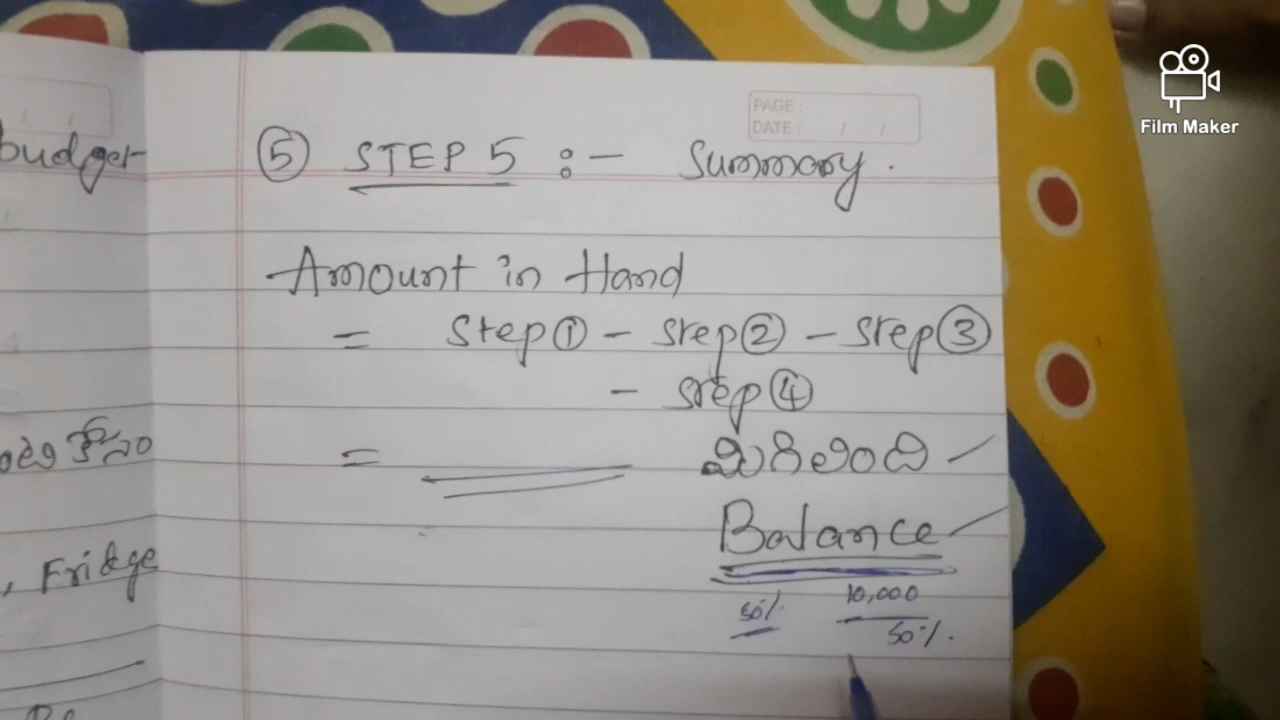 budget
, Fridge
PAGE :
DATE : / /
⑤ STEP 5 :- Summary.
Amount in Hand
= Step① - Step② - Step③
- Step④
= ______ మిగిలింది
Balance
50% 10,000
50%.
Film Maker